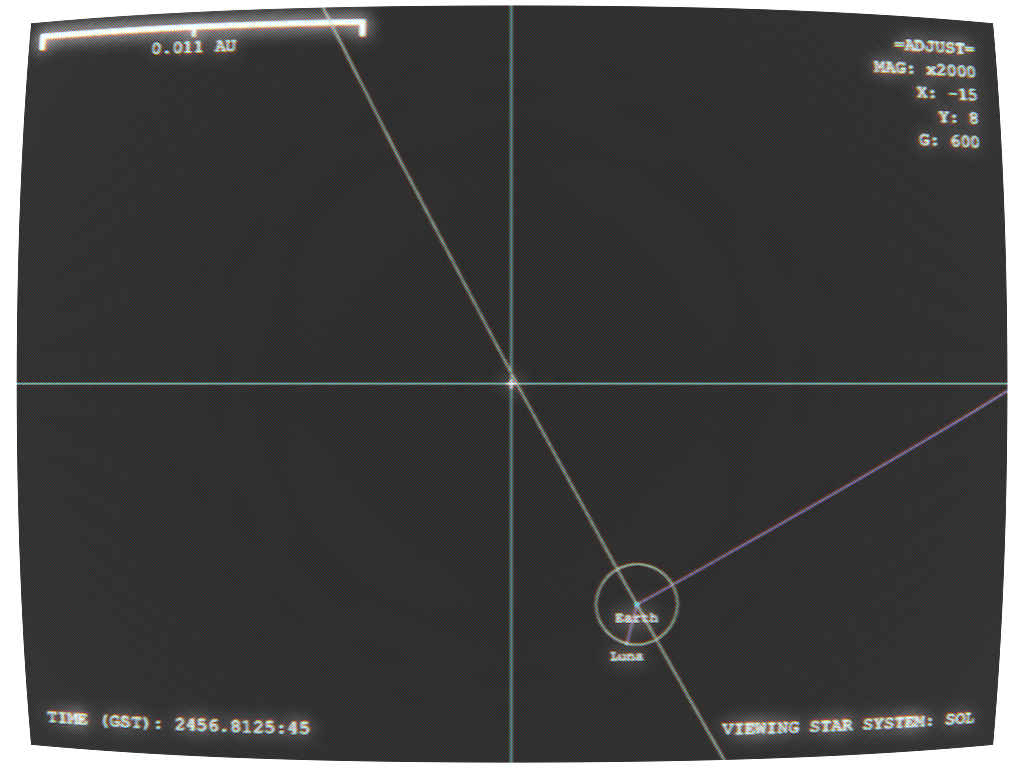 0.011 AU
=ADJUST=
MAG: x2000
X: -15
Y: 8
G: 600
Earth
Luna
TIME (GST): 2456.8125:45
VIEWING STAR SYSTEM: SOL